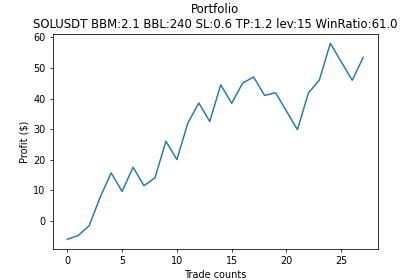 Portfolio
SOLUSDT BBM:2.1 BBL:240 SL:0.6 TP:1.2 lev:15 WinRatio:61.0
60
50
40
30
20
10
0
Profit ($)
0 5 10 15 20 25
Trade counts